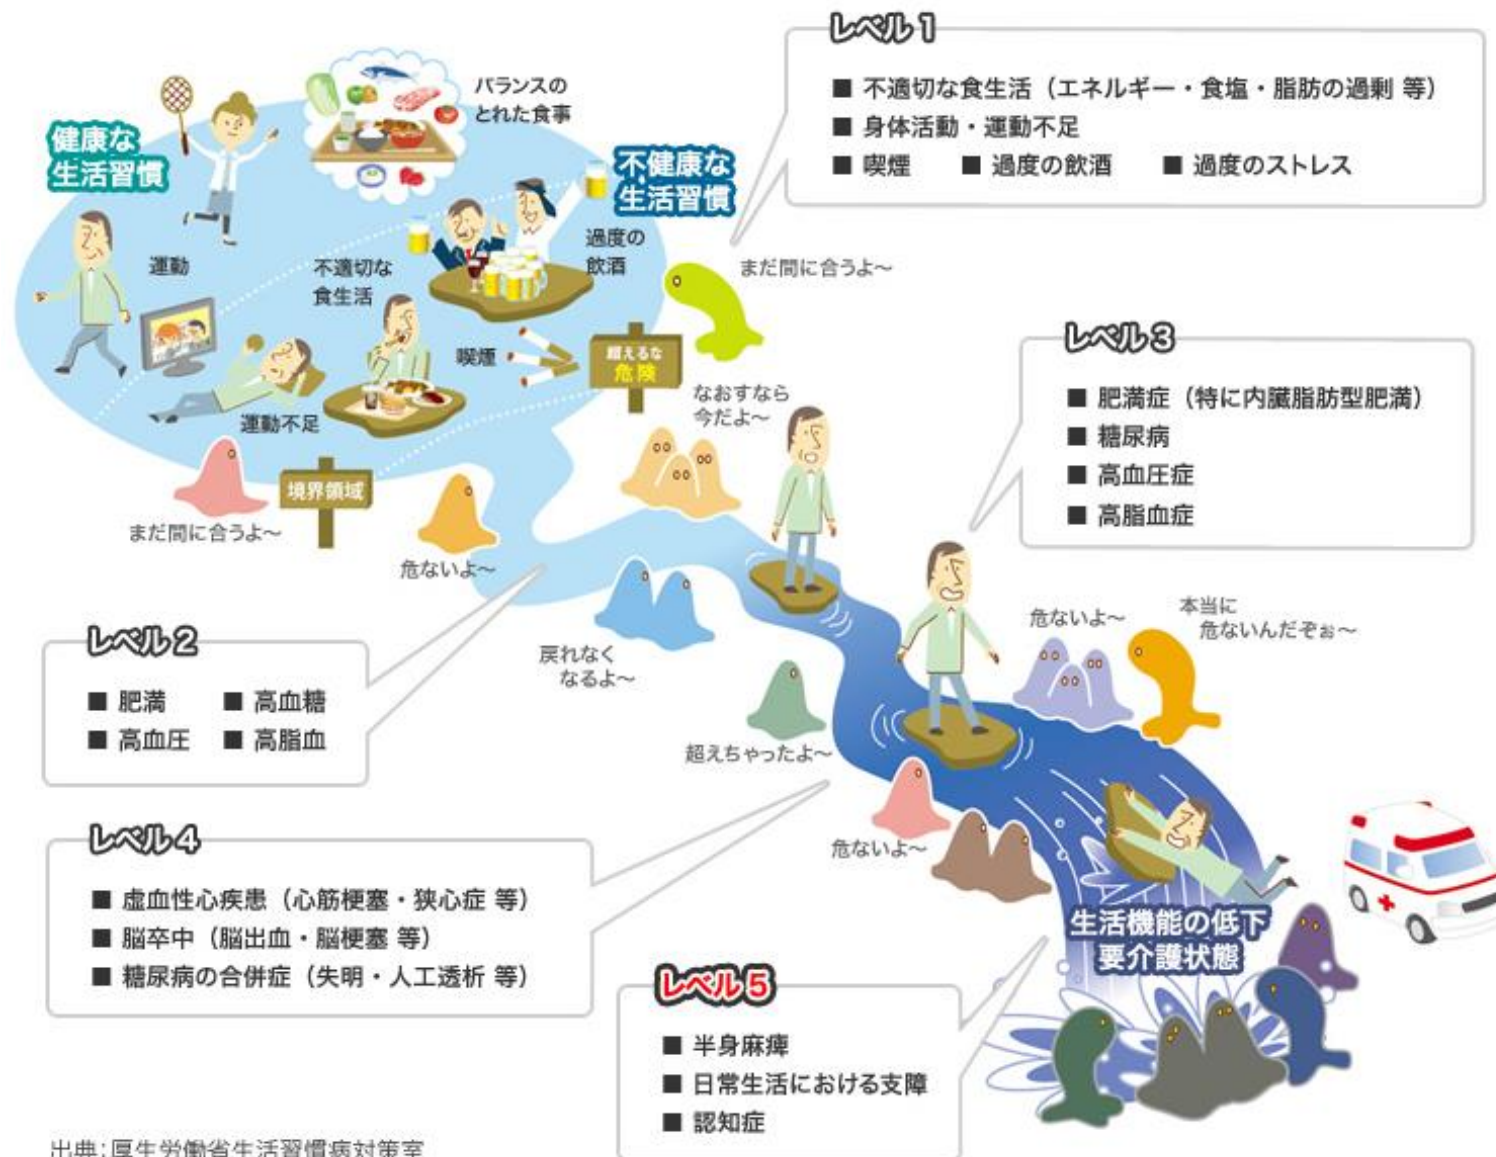 レベル1
■ 不適切な食生活（エネルギー・食塩・脂肪の過剰 等）
■ 身体活動・運動不足
■ 喫煙 ■ 過度の飲酒 ■ 過度のストレス
バランスの
とれた食事
健康な
生活習慣
不健康な
生活習慣
運動
不適切な
食生活
過度の
飲酒
まだ間に合うよ～
喫煙
超えるな
危険
運動不足
なおすなら
今だよ～
境界領域
まだ間に合うよ～
危ないよ～
レベル3
■ 肥満症（特に内臓脂肪型肥満）
■ 糖尿病
■ 高血圧症
■ 高脂血症
レベル2
■ 肥満 ■ 高血糖
■ 高血圧 ■ 高脂血
戻れなく
なるよ～
危ないよ～
本当に
危ないんだぞぉ～
超えちゃったよ～
危ないよ～
レベル4
■ 虚血性心疾患（心筋梗塞・狭心症 等）
■ 脳卒中（脳出血・脳梗塞 等）
■ 糖尿病の合併症（失明・人工透析 等）
生活機能の低下
要介護状態
レベル5
■ 半身麻痺
■ 日常生活における支障
■ 認知症
出典：厚生労働省生活習慣病対策室